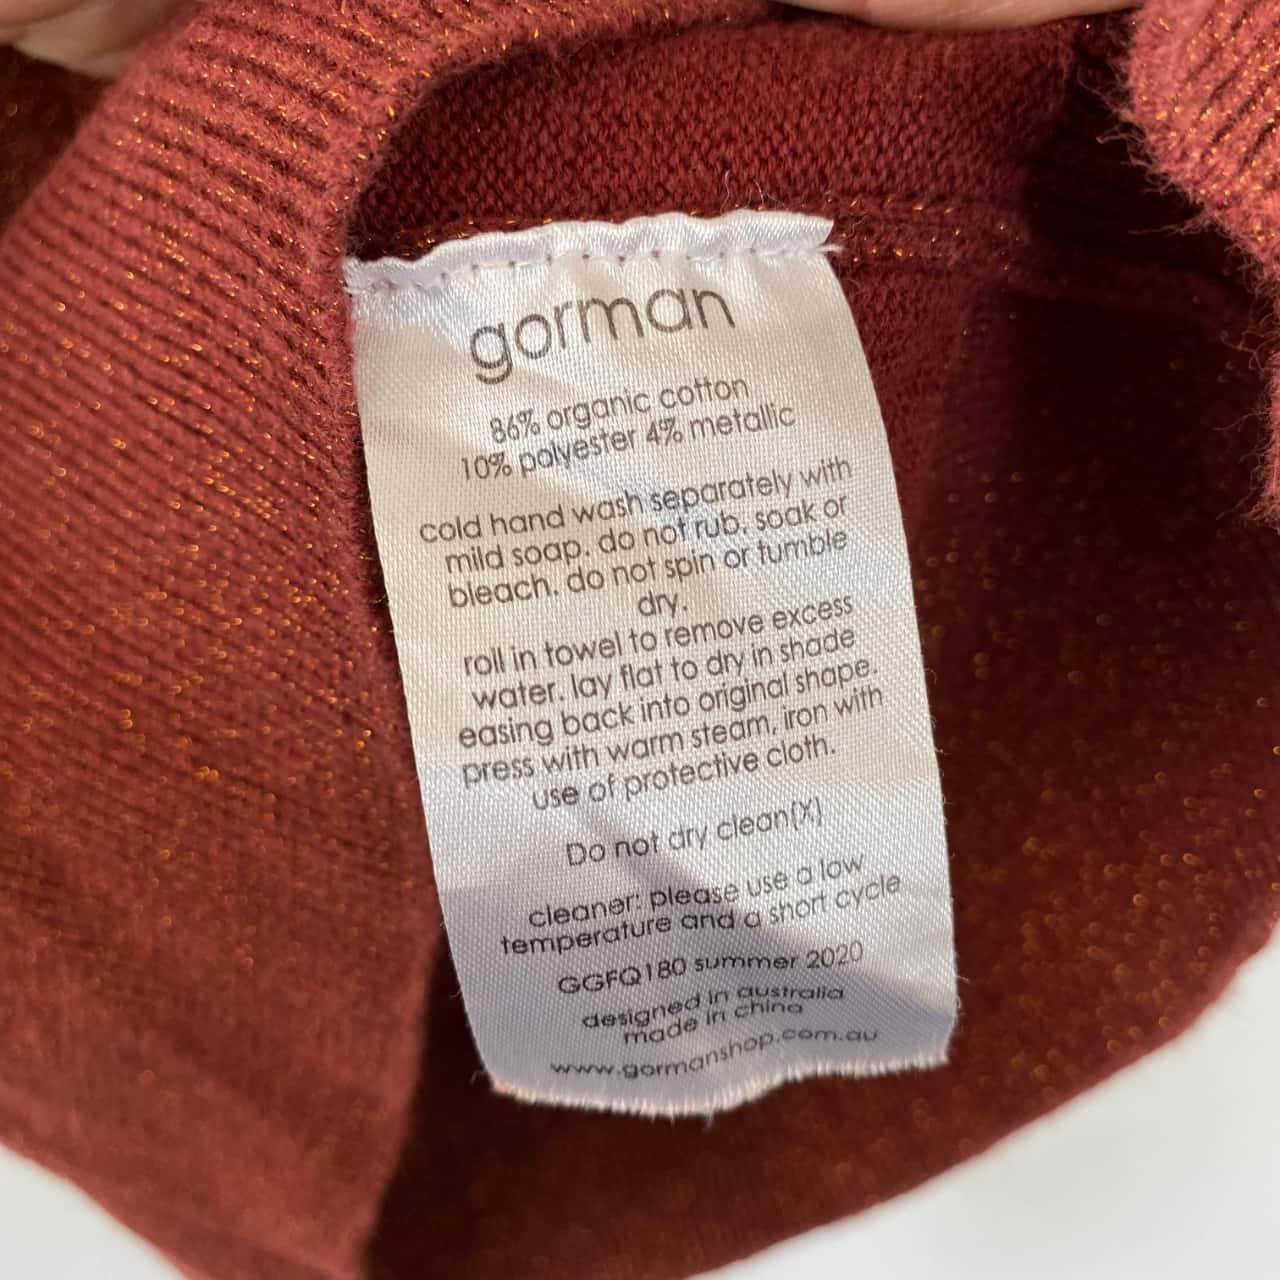 gorman
86% organic cotton
10% polyester 4% metallic
cold hand wash separately with
mild soap. do not rub, soak or
bleach. do not spin or tumble
dry.
roll in towel to remove excess
water. lay flat to dry in shade
easing back into original shape.
press with warm steam, iron with
use of protective cloth.
Do not dry clean(X)
cleaner: please use a low
temperature and a short cycle
GGFQ180 summer 2020
designed in australia
made in china
www.gormanshop.com.au